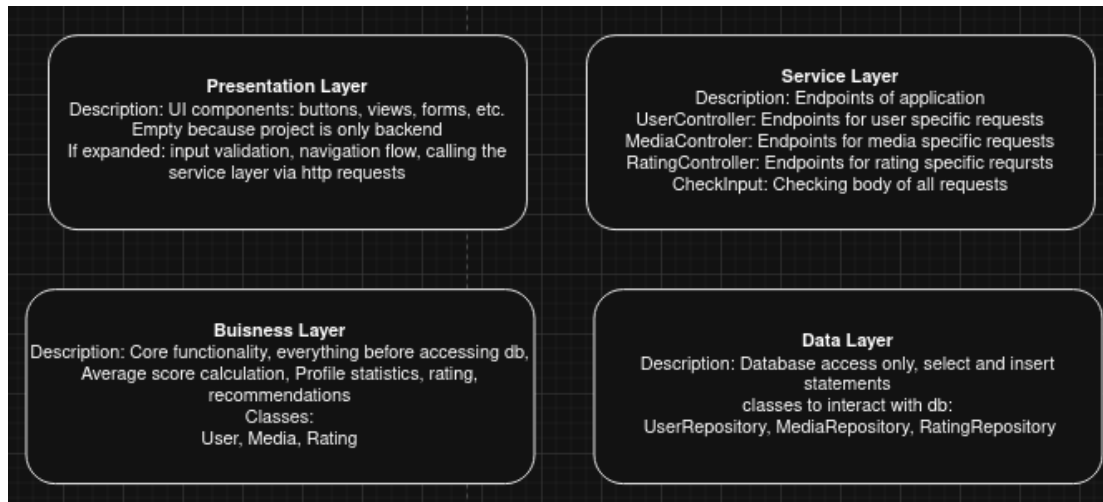 Presentation Layer
Description: UI components: buttons, views, forms, etc.
Empty because project is only backend
If expanded: input validation, navigation flow, calling the
service layer via http requests
Service Layer
Description: Endpoints of application
UserController: Endpoints for user specific requests
MediaControler: Endpoints for media specific requests
RatingController: Endpoints for rating specific reqursts
CheckInput: Checking body of all requests
Buisness Layer
Description: Core functionality, everything before accessing db,
Average score calculation, Profile statistics, rating,
recommendations
Classes:
User, Media, Rating
Data Layer
Description: Database access only, select and insert
statements
classes to interact with db:
UserRepository, MediaRepository, RatingRepository